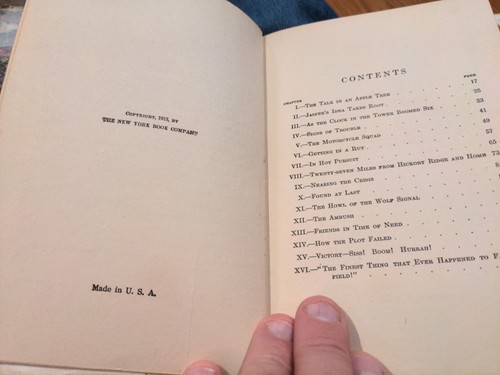 COPYRIGHT, 1913, BY
THE NEW YORK BOOK COMPANY
Made in U. S. A.
CONTENTS
CHAPTER PAGE
I.—THE TALK IN AN APPLE TREE 17
II.—JASPER'S IDEA TAKES ROOT 25
III.—AS THE CLOCK IN THE TOWER BOOMED SIX 33
IV.—SIGNS OF TROUBLE 41
V.—THE MOTORCYCLE SQUAD 49
VI.—GETTING IN A RUT 57
VII.—IN HOT PURSUIT 65
VIII.—TWENTY-SEVEN MILES FROM HICKORY RIDGE AND HOME 73
IX.—NEARING THE CRISIS
X.—FOUND AT LAST
XI.—THE HOWL OF THE WOLF SIGNAL
XII.—THE AMBUSH
XIII.—FRIENDS IN TIME OF NEED
XIV.—HOW THE PLOT FAILED
XV.—VICTORY—SISS! BOOM! HURRAH!
XVI.—"THE FINEST THING THAT EVER HAPPENED TO
FIELD!"